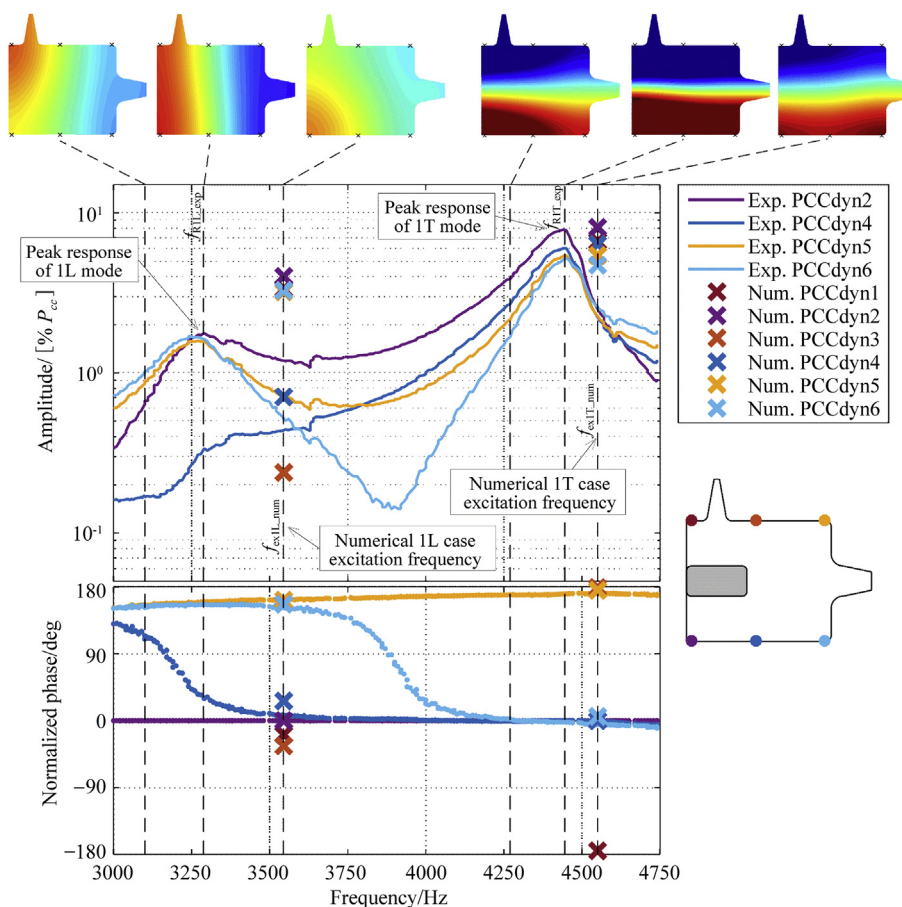 Peak response
of 1L mode
f_R1L_exp
Peak response
of 1T mode
f_R1T_exp
10^1
10^0
10^-1
Amplitude/ [% P_cc]
f_ex1L_num
Numerical 1L case
excitation frequency
f_ex1T_num
Numerical 1T case
excitation frequency
Exp. PCCdyn2
Exp. PCCdyn4
Exp. PCCdyn5
Exp. PCCdyn6
Num. PCCdyn1
Num. PCCdyn2
Num. PCCdyn3
Num. PCCdyn4
Num. PCCdyn5
Num. PCCdyn6
180
90
0
−90
−180
Normalized phase/deg
3000 3250 3500 3750 4000 4250 4500 4750
Frequency/Hz